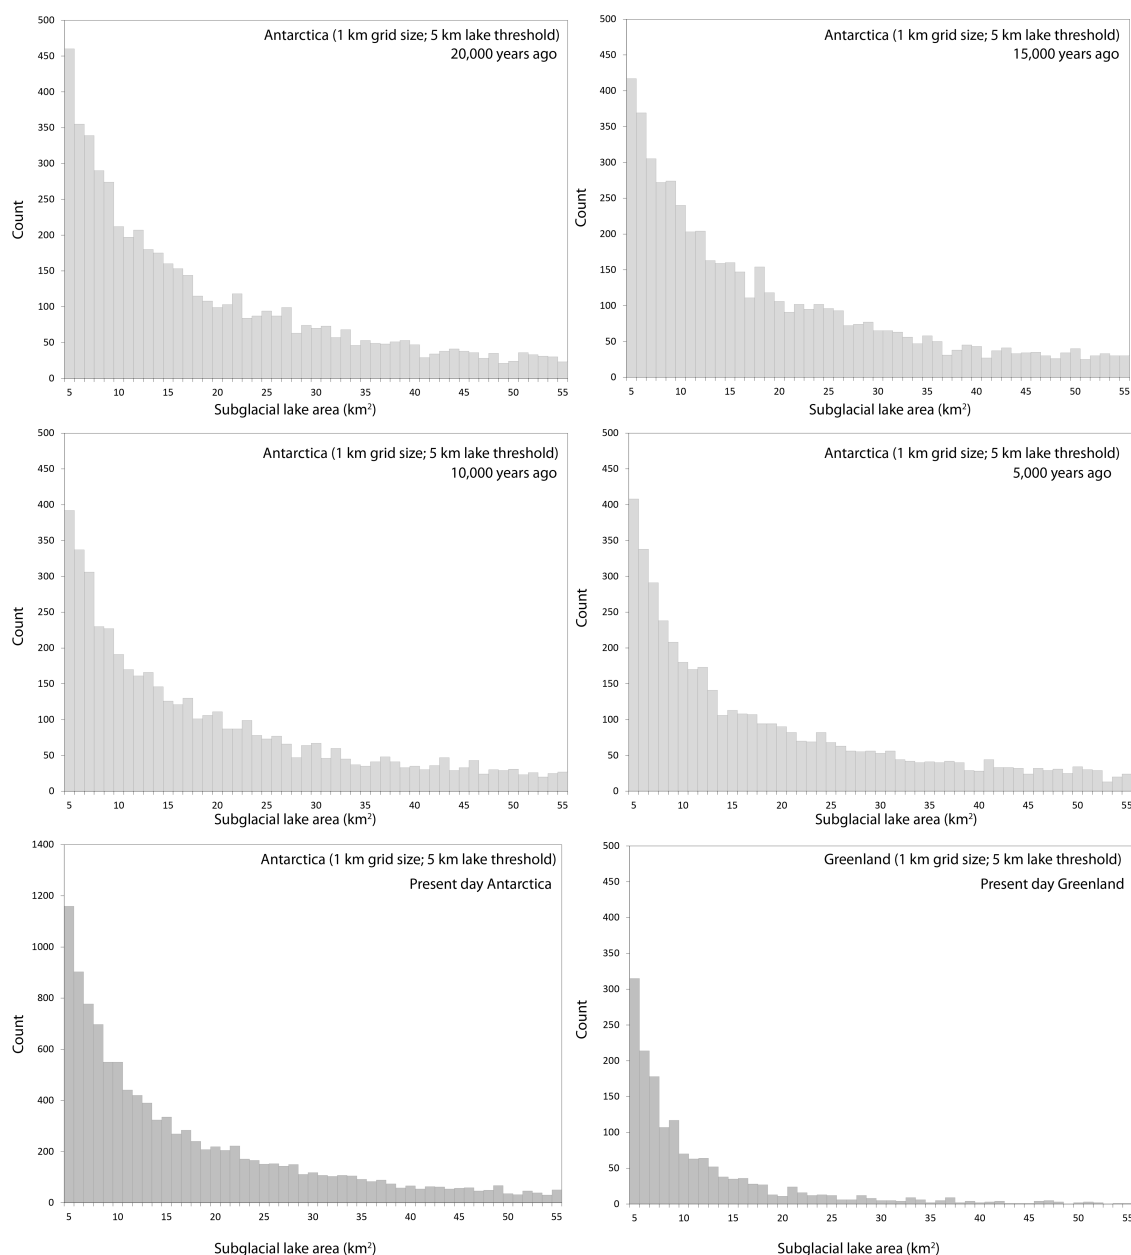 Antarctica (1 km grid size; 5 km lake threshold)
20,000 years ago
500
450
400
350
300
250
200
150
100
50
0
Count
5 10 15 20 25 30 35 40 45 50 55
Subglacial lake area (km²)
Antarctica (1 km grid size; 5 km lake threshold)
15,000 years ago
500
450
400
350
300
250
200
150
100
50
0
Count
5 10 15 20 25 30 35 40 45 50 55
Subglacial lake area (km²)
Antarctica (1 km grid size; 5 km lake threshold)
10,000 years ago
500
450
400
350
300
250
200
150
100
50
0
Count
5 10 15 20 25 30 35 40 45 50 55
Subglacial lake area (km²)
Antarctica (1 km grid size; 5 km lake threshold)
5,000 years ago
500
450
400
350
300
250
200
150
100
50
0
Count
5 10 15 20 25 30 35 40 45 50 55
Subglacial lake area (km²)
Antarctica (1 km grid size; 5 km lake threshold)
Present day Antarctica
1400
1200
1000
800
600
400
200
0
Count
5 10 15 20 25 30 35 40 45 50 55
Subglacial lake area (km²)
Greenland (1 km grid size; 5 km lake threshold)
Present day Greenland
500
450
400
350
300
250
200
150
100
50
0
Count
5 10 15 20 25 30 35 40 45 50 55
Subglacial lake area (km²)